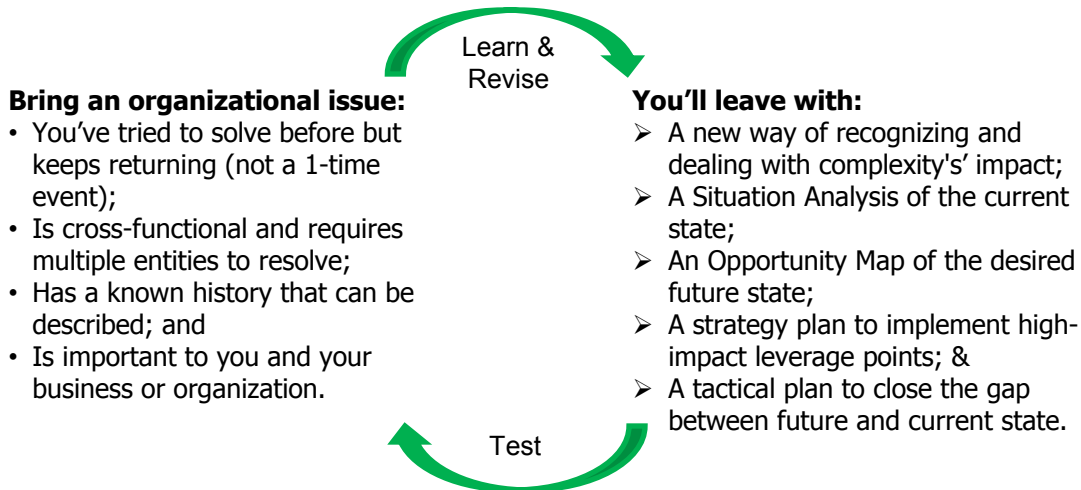 Learn &
Revise
Bring an organizational issue:
• You’ve tried to solve before but
keeps returning (not a 1-time
event);
• Is cross-functional and requires
multiple entities to resolve;
• Has a known history that can be
described; and
• Is important to you and your
business or organization.
You’ll leave with:
➢ A new way of recognizing and
dealing with complexity's’ impact;
➢ A Situation Analysis of the current
state;
➢ An Opportunity Map of the desired
future state;
➢ A strategy plan to implement high-
impact leverage points; &
➢ A tactical plan to close the gap
between future and current state.
Test